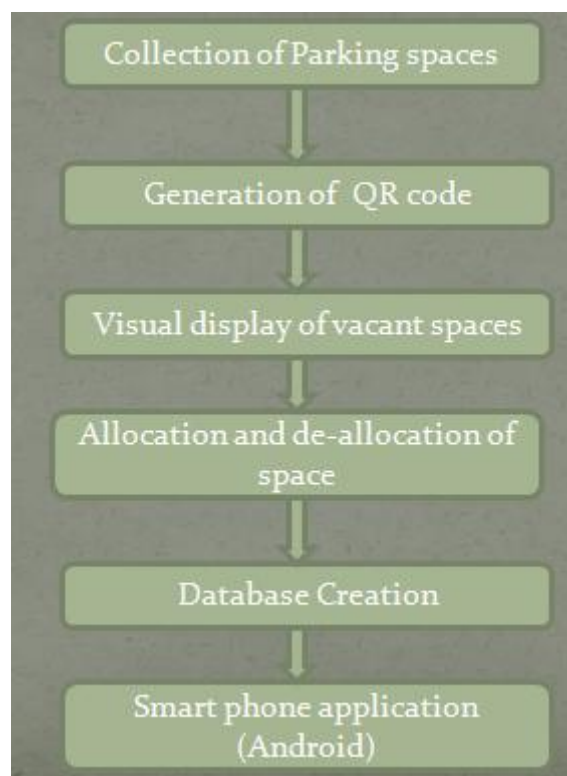 Collection of Parking spaces
Generation of QR code
Visual display of vacant spaces
Allocation and de-allocation of
space
Database Creation
Smart phone application
(Android)